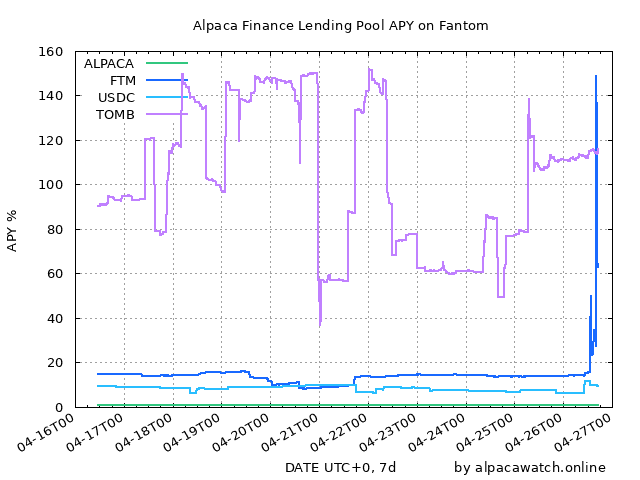 Alpaca Finance Lending Pool APY on Fantom
160
140
120
100
80
60
40
20
0
APY %
ALPACA
FTM
USDC
TOMB
04-16T00
04-17T00
04-18T00
04-19T00
04-20T00
04-21T00
04-22T00
04-23T00
04-24T00
04-25T00
04-26T00
04-27T00
DATE UTC+0, 7d
by alpacawatch.online